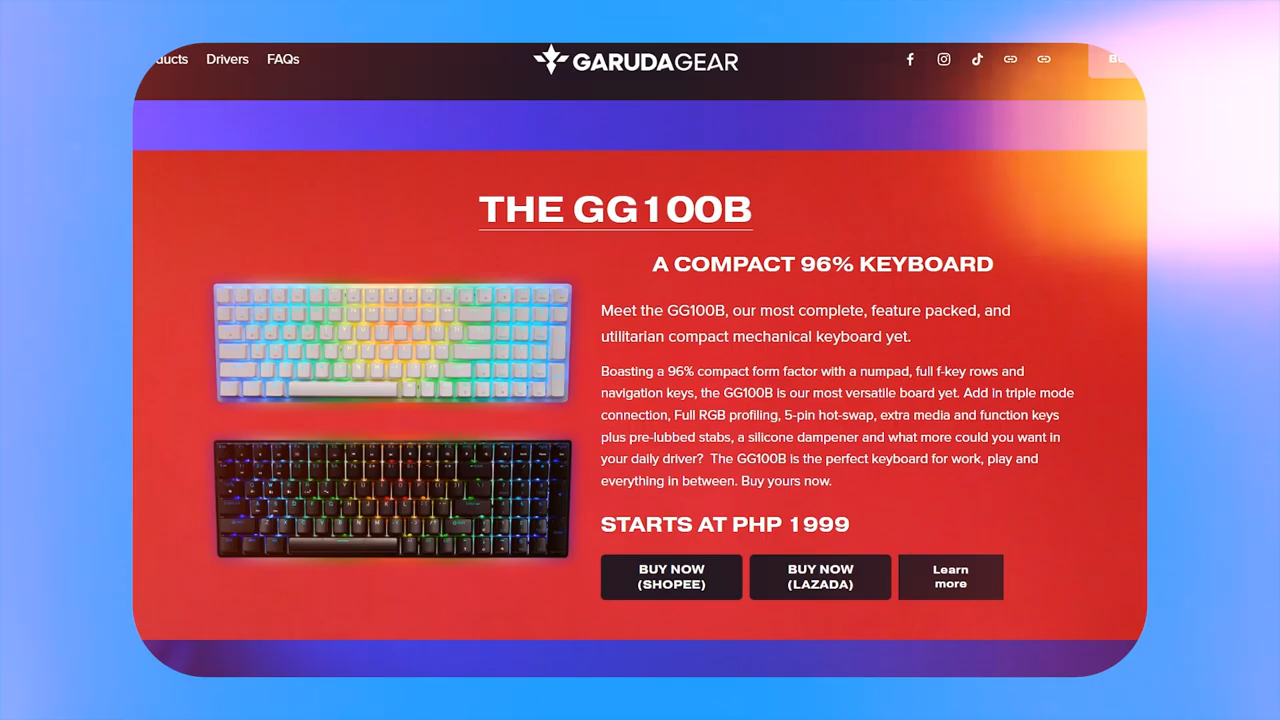 Drivers
FAQs
GARUDAGEAR
THE GG100B
A COMPACT 96% KEYBOARD
Meet the GG100B, our most complete, feature packed, and
utilitarian compact mechanical keyboard yet.
Boasting a 96% compact form factor with a numpad, full f-key rows and
navigation keys, the GG100B is our most versatile board yet. Add in triple mode
connection, Full RGB profiling, 5-pin hot-swap, extra media and function keys
plus pre-lubbed stabs, a silicone dampener and what more could you want in
your daily driver? The GG100B is the perfect keyboard for work, play and
everything in between. Buy yours now.
STARTS AT PHP 1999
BUY NOW
(SHOPEE)
BUY NOW
(LAZADA)
Learn
more